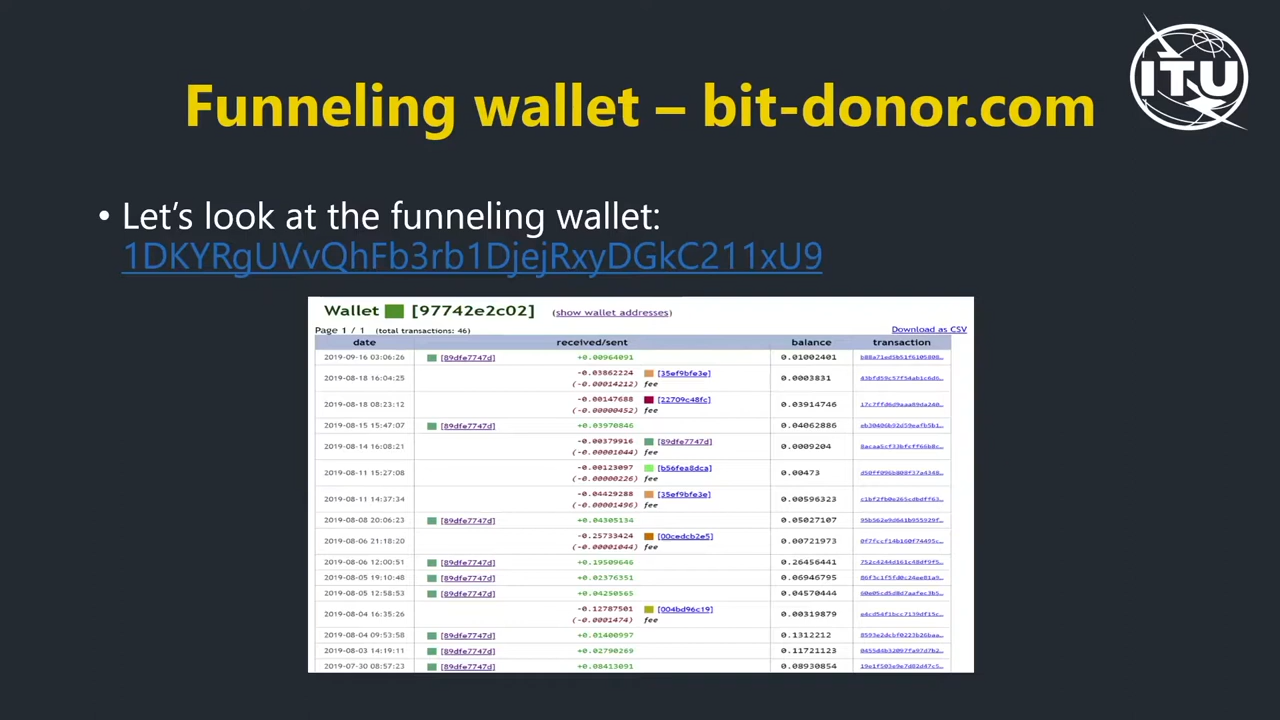 ITU
Funneling wallet – bit-donor.com
• Let's look at the funneling wallet:
1DKYRgUVvQhFb3rb1DjejRxyDGkC211xU9
Wallet [97742e2c02] (show wallet addresses)
Page 1 / 1 (total transactions: 46) Download as CSV
date received/sent balance transaction
2019-09-16 03:06:26 [89dfe7747d] +0.00964091 0.01002401
2019-08-18 16:04:25 -0.03862224 [35ef9bfe3e] 0.0003831
(-0.00014212) fee
2019-08-18 08:23:12 -0.00147688 [22709c48fc] 0.03914746
(-0.00000452) fee
2019-08-15 15:47:07 [89dfe7747d] +0.03970846 0.04062886
2019-08-14 16:08:21 -0.00379916 [89dfe7747d] 0.0009204
(-0.00001044) fee
2019-08-11 15:27:08 -0.00123097 [b56fea8dca] 0.00473
(-0.00000226) fee
2019-08-11 14:37:34 -0.04429288 [35ef9bfe3e] 0.00596323
(-0.00001496) fee
2019-08-08 20:06:23 [89dfe7747d] +0.04305134 0.05027107
2019-08-06 21:18:20 -0.25733424 [00cedcb2e5] 0.00721973
(-0.00001044) fee
2019-08-06 12:00:51 [89dfe7747d] +0.19509646 0.26456441
2019-08-05 19:10:48 [89dfe7747d] +0.02376351 0.06946795
2019-08-05 12:58:53 [89dfe7747d] +0.04250565 0.04570444
2019-08-04 16:35:26 -0.12787501 [004bd96c19] 0.00319879
(-0.0001474) fee
2019-08-04 09:53:58 [89dfe7747d] +0.01400997 0.1312212
2019-08-03 14:19:11 [89dfe7747d] +0.02790269 0.11721123
2019-07-30 08:57:23 [89dfe7747d] +0.08413091 0.08930854